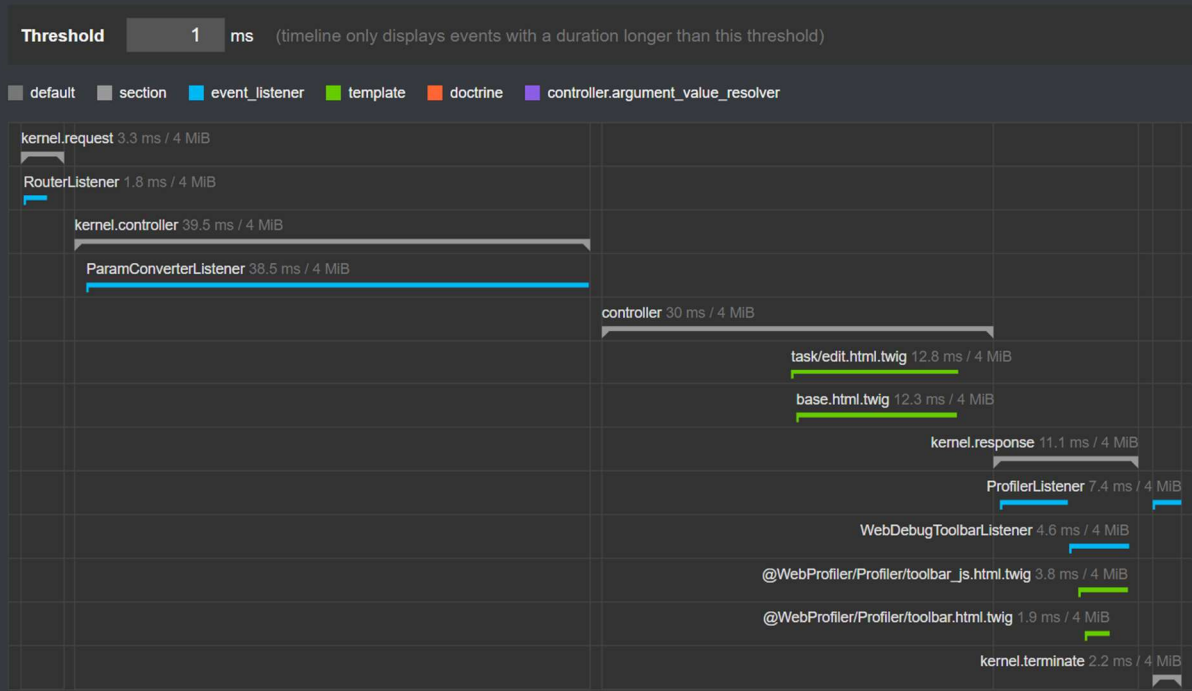 Threshold 1 ms (timeline only displays events with a duration longer than this threshold)
default section event_listener template doctrine controller.argument_value_resolver
kernel.request 3.3 ms / 4 MiB
RouterListener 1.8 ms / 4 MiB
kernel.controller 39.5 ms / 4 MiB
ParamConverterListener 38.5 ms / 4 MiB
controller 30 ms / 4 MiB
task/edit.html.twig 12.8 ms / 4 MiB
base.html.twig 12.3 ms / 4 MiB
kernel.response 11.1 ms / 4 MiB
ProfilerListener 7.4 ms / 4 MiB
WebDebugToolbarListener 4.6 ms / 4 MiB
@WebProfiler/Profiler/toolbar_js.html.twig 3.8 ms / 4 MiB
@WebProfiler/Profiler/toolbar.html.twig 1.9 ms / 4 MiB
kernel.terminate 2.2 ms / 4 MiB